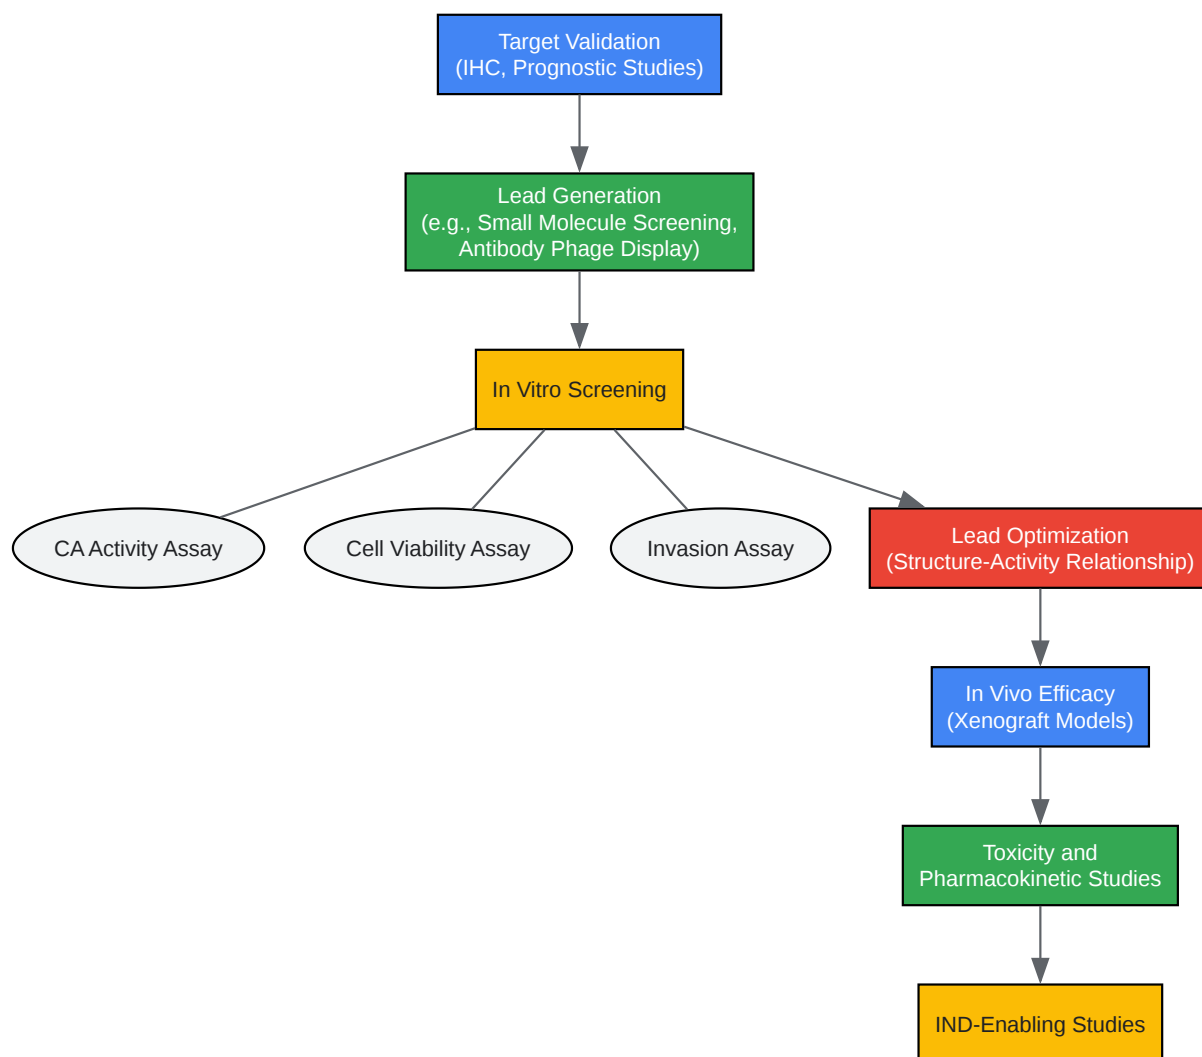 Target Validation
(IHC, Prognostic Studies)
Lead Generation
(e.g., Small Molecule Screening,
Antibody Phage Display)
In Vitro Screening
CA Activity Assay
Cell Viability Assay
Invasion Assay
Lead Optimization
(Structure-Activity Relationship)
In Vivo Efficacy
(Xenograft Models)
Toxicity and
Pharmacokinetic Studies
IND-Enabling Studies